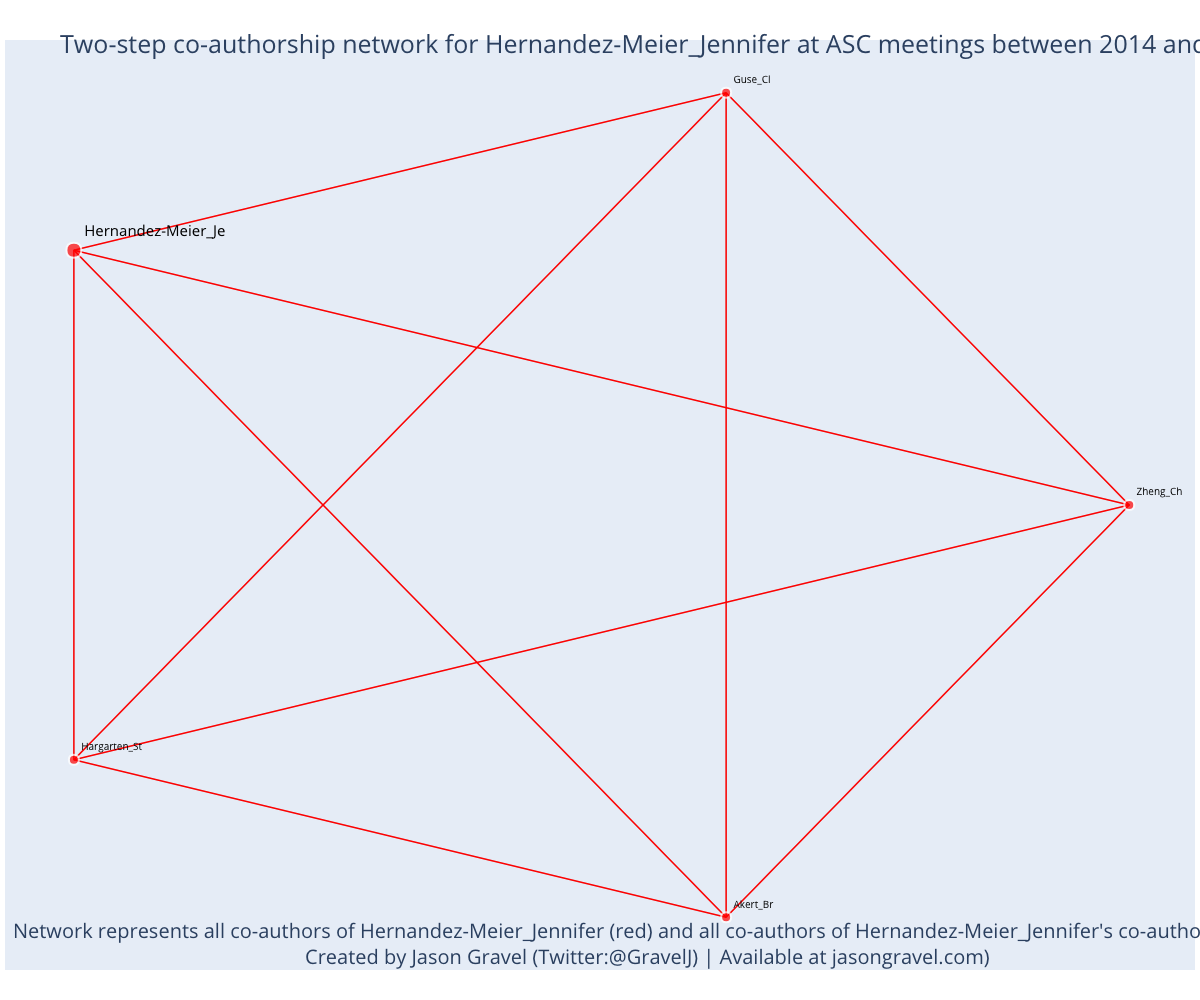 Two-step co-authorship network for Hernandez-Meier_Jennifer at ASC meetings between 2014 and
Guse_Cl
Hernandez-Meier_Je
Zheng_Ch
Hargarten_St
Akert_Br
Network represents all co-authors of Hernandez-Meier_Jennifer (red) and all co-authors of Hernandez-Meier_Jennifer's
Created by Jason Gravel (Twitter:@GravelJ) | Available at jasongravel.com)